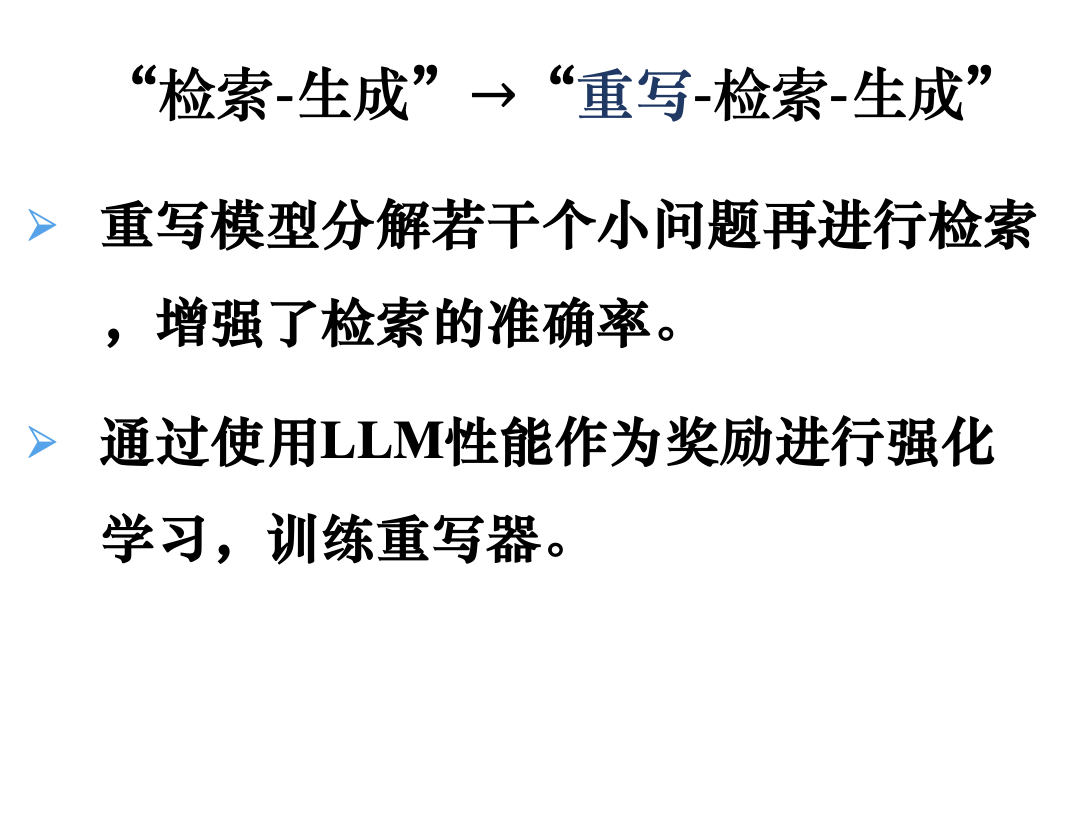 “检索-生成”→“重写-检索-生成”
重写模型分解若干个小问题再进行检索
，增强了检索的准确率。
通过使用LLM性能作为奖励进行强化
学习，训练重写器。